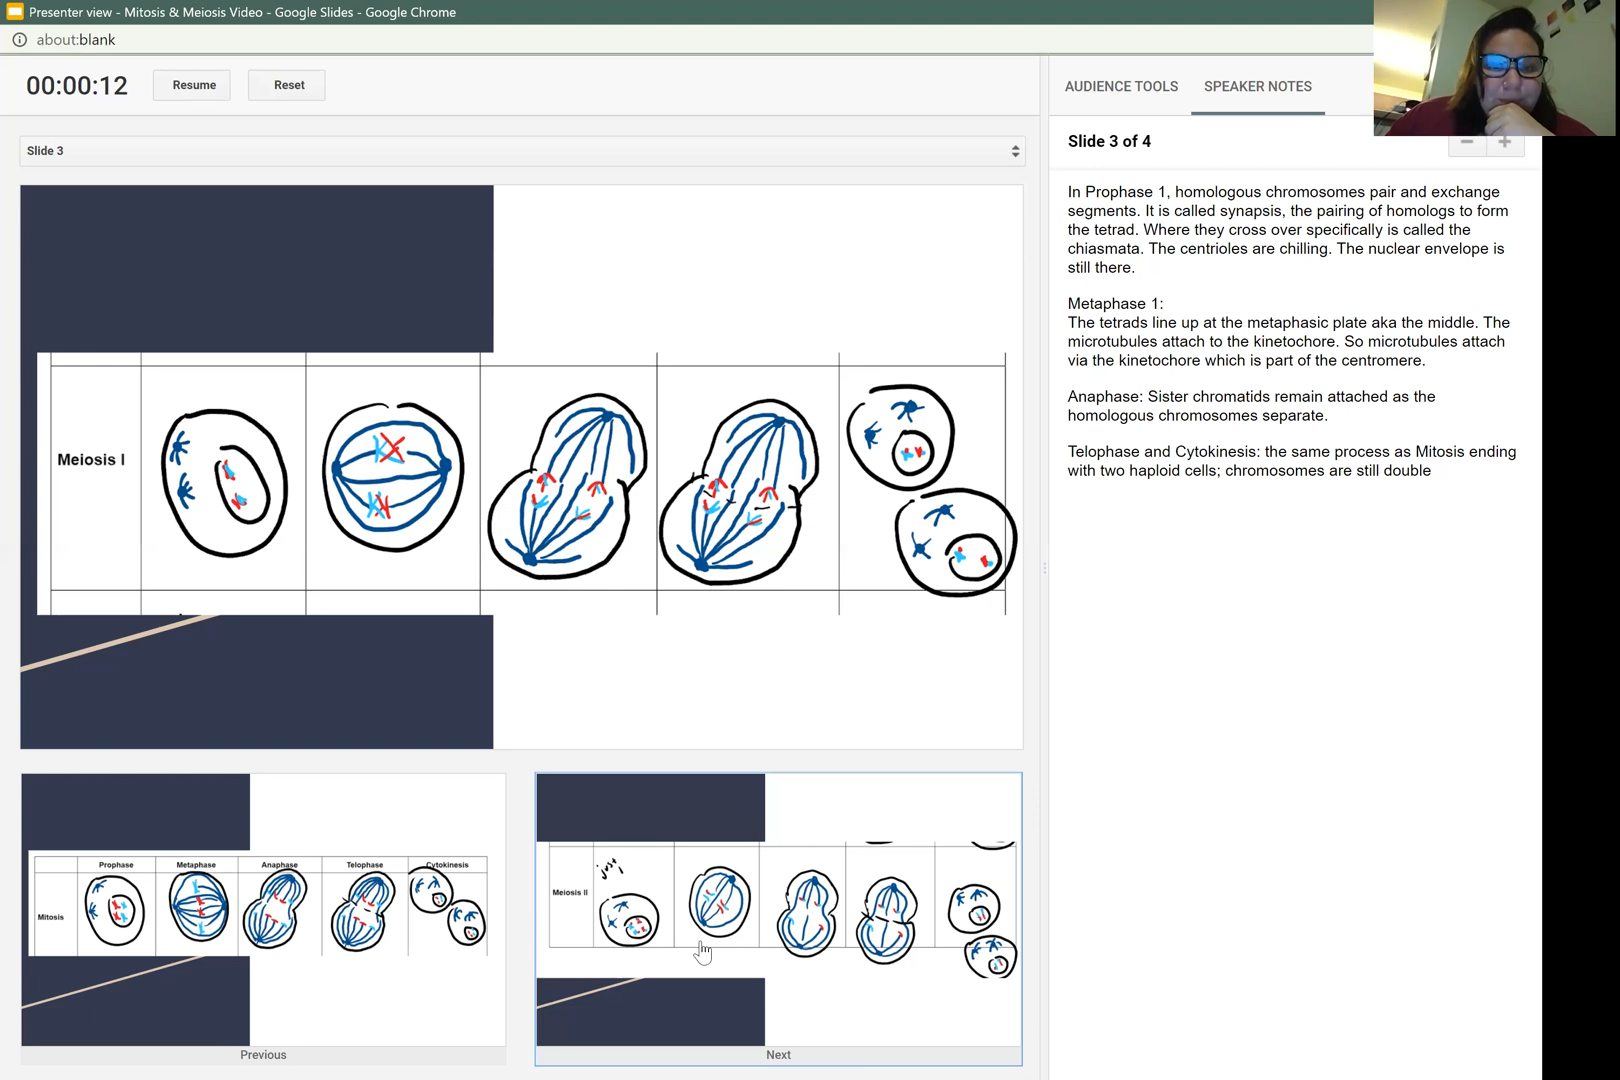 Presenter view - Mitosis & Meiosis Video - Google Slides - Google Chrome
about:blank
00:00:12
Resume
Reset
AUDIENCE TOOLS
SPEAKER NOTES
Slide 3
Slide 3 of 4
− +
In Prophase 1, homologous chromosomes pair and exchange
segments. It is called synapsis, the pairing of homologs to form
the tetrad. Where they cross over specifically is called the
chiasmata. The centrioles are chilling. The nuclear envelope is
still there.
Metaphase 1:
The tetrads line up at the metaphasic plate aka the middle. The
microtubules attach to the kinetochore. So microtubules attach
via the kinetochore which is part of the centromere.
Anaphase: Sister chromatids remain attached as the
homologous chromosomes separate.
Telophase and Cytokinesis: the same process as Mitosis ending
with two haploid cells; chromosomes are still double
Meiosis I
Prophase
Metaphase
Anaphase
Telophase
Cytokinesis
Mitosis
Previous
Meiosis II
Next